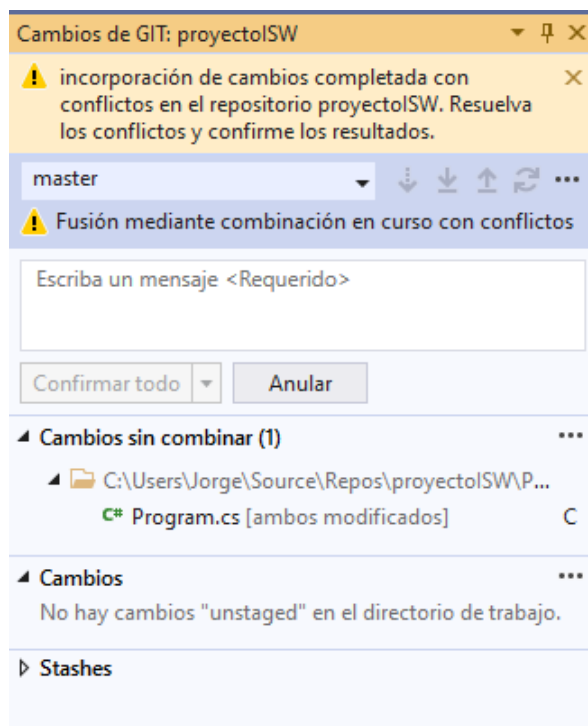 Cambios de GIT: proyectoISW
incorporación de cambios completada con
conflictos en el repositorio proyectoISW. Resuelva
los conflictos y confirme los resultados.
master
Fusión mediante combinación en curso con conflictos
Escriba un mensaje <Requerido>
Confirmar todo
Anular
Cambios sin combinar (1)
C:\Users\Jorge\Source\Repos\proyectoISW\P...
C# Program.cs [ambos modificados] C
Cambios
No hay cambios "unstaged" en el directorio de trabajo.
Stashes